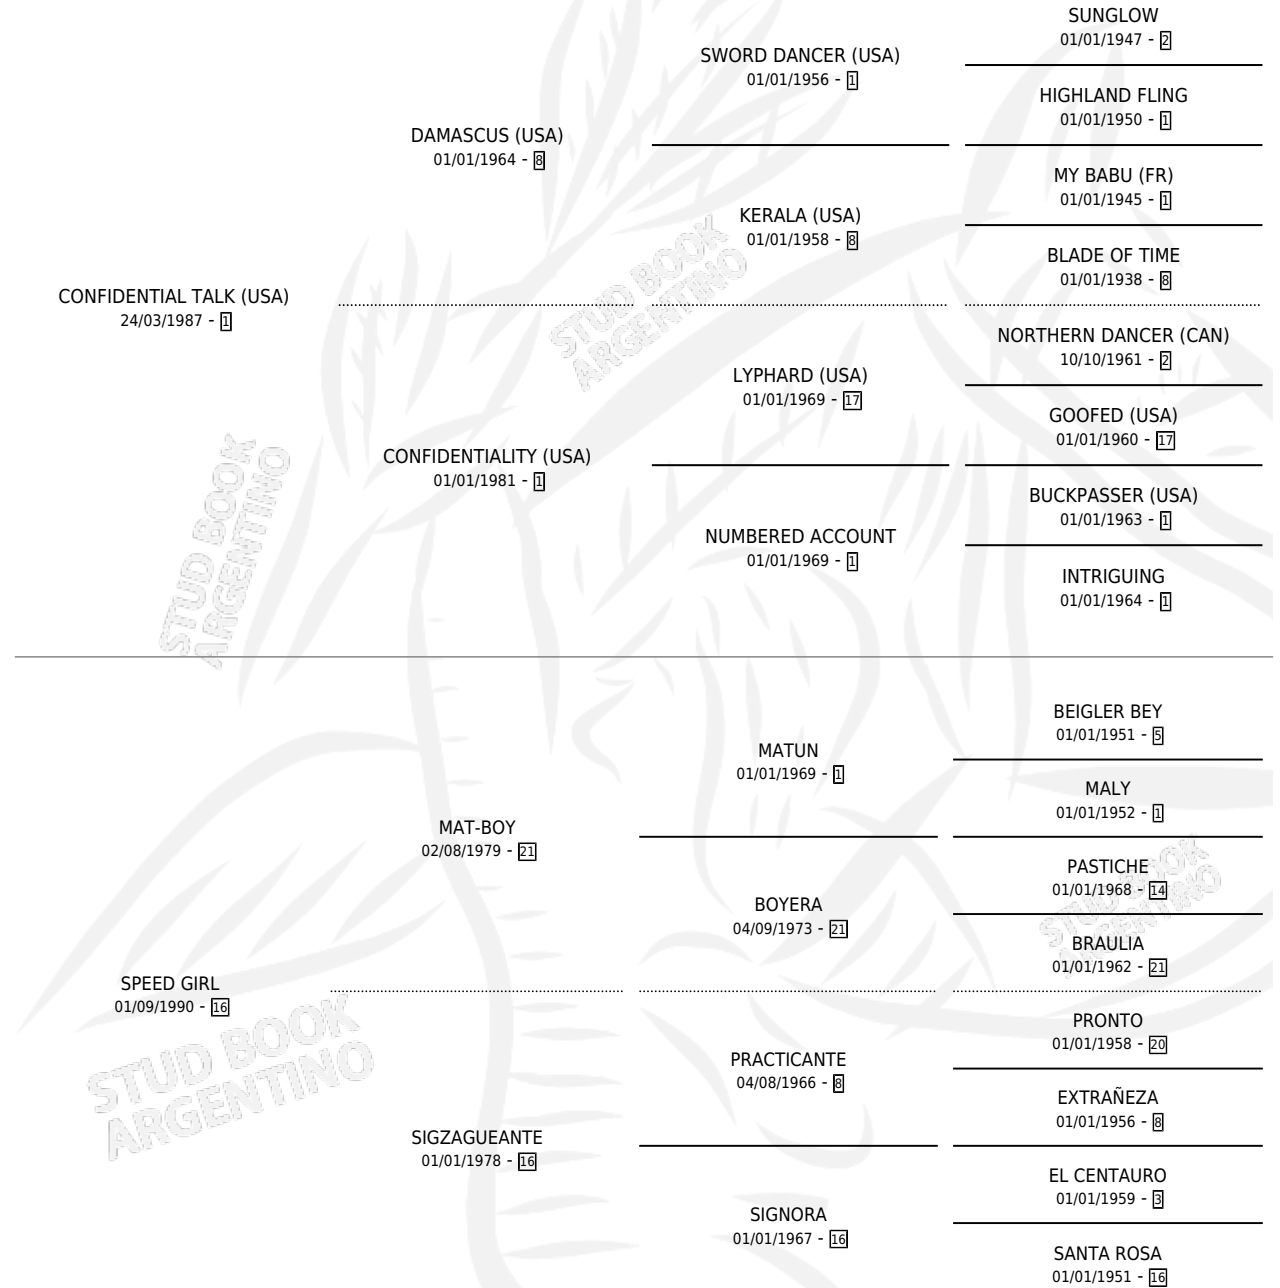 SUNGLOW
01/01/1947 - 2
SWORD DANCER (USA)
01/01/1956 - 1
HIGHLAND FLING
01/01/1950 - 1
DAMASCUS (USA)
01/01/1964 - 8
MY BABU (FR)
01/01/1945 - 1
KERALA (USA)
01/01/1958 - 8
BLADE OF TIME
01/01/1938 - 8
CONFIDENTIAL TALK (USA)
24/03/1987 - 1
NORTHERN DANCER (CAN)
10/10/1961 - 2
LYPHARD (USA)
01/01/1969 - 17
GOOFED (USA)
01/01/1960 - 17
CONFIDENTIALITY (USA)
01/01/1981 - 1
BUCKPASSER (USA)
01/01/1963 - 1
NUMBERED ACCOUNT
01/01/1969 - 1
INTRIGUING
01/01/1964 - 1
BEIGLER BEY
01/01/1951 - 5
MATUN
01/01/1969 - 1
MALY
01/01/1952 - 1
MAT-BOY
02/08/1979 - 21
PASTICHE
01/01/1968 - 14
BOYERA
04/09/1973 - 21
BRAULIA
01/01/1962 - 21
SPEED GIRL
01/09/1990 - 16
PRONTO
01/01/1958 - 20
PRACTICANTE
04/08/1966 - 8
EXTRAÑEZA
01/01/1956 - 8
SIGZAGUEANTE
01/01/1978 - 16
EL CENTAURO
01/01/1959 - 3
SIGNORA
01/01/1967 - 16
SANTA ROSA
01/01/1951 - 16
STUD BOOK
ARGENTINO
STUD BOOK
ARGENTINO
STUD BOOK
ARGENTINO
STUD BOOK
ARGENTINO